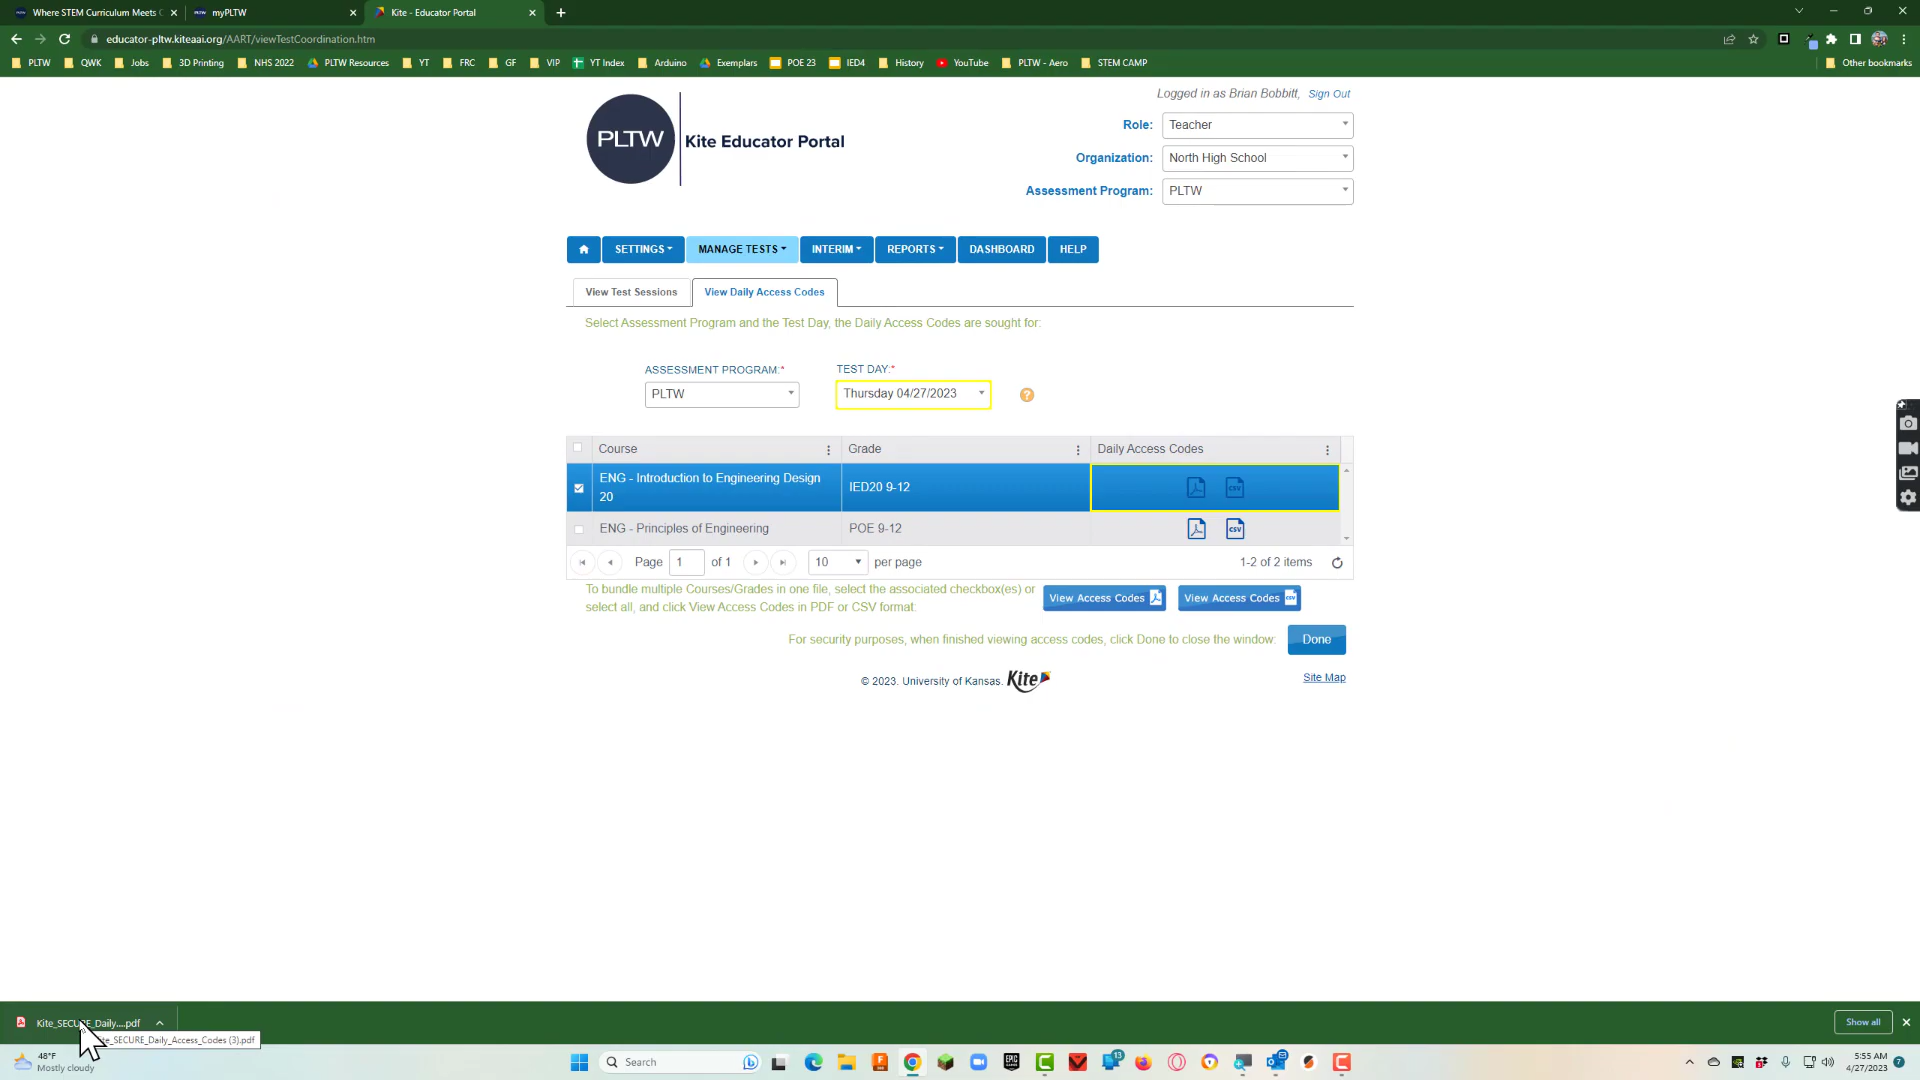 Where STEM Curriculum Meets C
myPLTW
Kite - Educator Portal
educator-pltw.kiteaai.org/AART/viewTestCoordination.htm
PLTW
QWK
Jobs
3D Printing
NHS 2022
PLTW Resources
YT
FRC
GF
VIP
YT Index
Arduino
Exemplars
POE 23
IED4
History
YouTube
PLTW - Aero
STEM CAMP
Other bookmarks
Logged in as Brian Bobbitt, Sign Out
PLTW
Kite Educator Portal
Role: Teacher
Organization: North High School
Assessment Program: PLTW
SETTINGS
MANAGE TESTS
INTERIM
REPORTS
DASHBOARD
HELP
View Test Sessions
View Daily Access Codes
Select Assessment Program and the Test Day, the Daily Access Codes are sought for:
ASSESSMENT PROGRAM:*
TEST DAY:*
PLTW
Thursday 04/27/2023
?
Course
Grade
Daily Access Codes
ENG - Introduction to Engineering Design
20
IED20 9-12
CSV
ENG - Principles of Engineering
POE 9-12
CSV
Page 1 of 1
10 per page
1-2 of 2 items
To bundle multiple Courses/Grades in one file, select the associated checkbox(es) or
select all, and click View Access Codes in PDF or CSV format:
View Access Codes
View Access Codes
For security purposes, when finished viewing access codes, click Done to close the window:
Done
© 2023. University of Kansas.
Kite
Site Map
Kite_SECURE_Daily....pdf
_SECURE_Daily_Access_Codes (3).pdf
Show all
48°F
Mostly cloudy
Search
EPIC
13
5:55 AM
4/27/2023
7